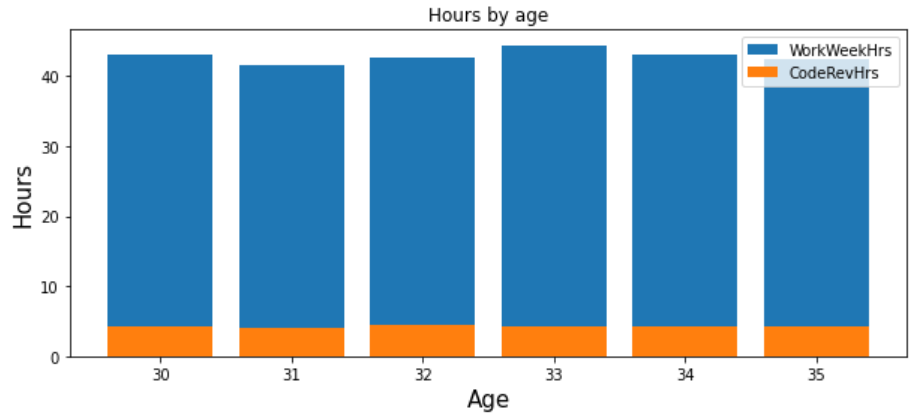 Hours by age
WorkWeekHrs
CodeRevHrs
Hours
40
30
20
10
0
30 31 32 33 34 35
Age